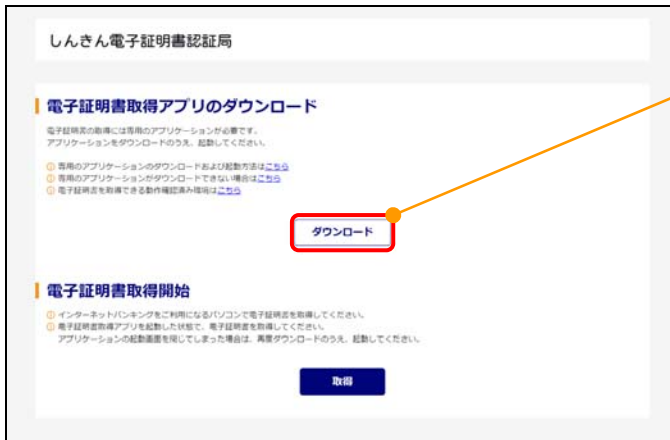 しんきん電子証明書認証局
電子証明書取得アプリのダウンロード
電子証明書の取得には専用のアプリケーションが必要です。
アプリケーションをダウンロードのうえ、起動してください。
専用のアプリケーションのダウンロードおよび起動方法はこちら
専用のアプリケーションがダウンロードできない場合はこちら
電子証明書を取得できる動作確認済み環境はこちら
ダウンロード
電子証明書取得開始
インターネットバンキングをご利用になるパソコンで電子証明書を取得してください。
電子証明書取得アプリを起動した状態で、電子証明書を取得してください。
アプリケーションの起動画面を閉じてしまった場合は、再度ダウンロードのうえ、起動してください。
取得